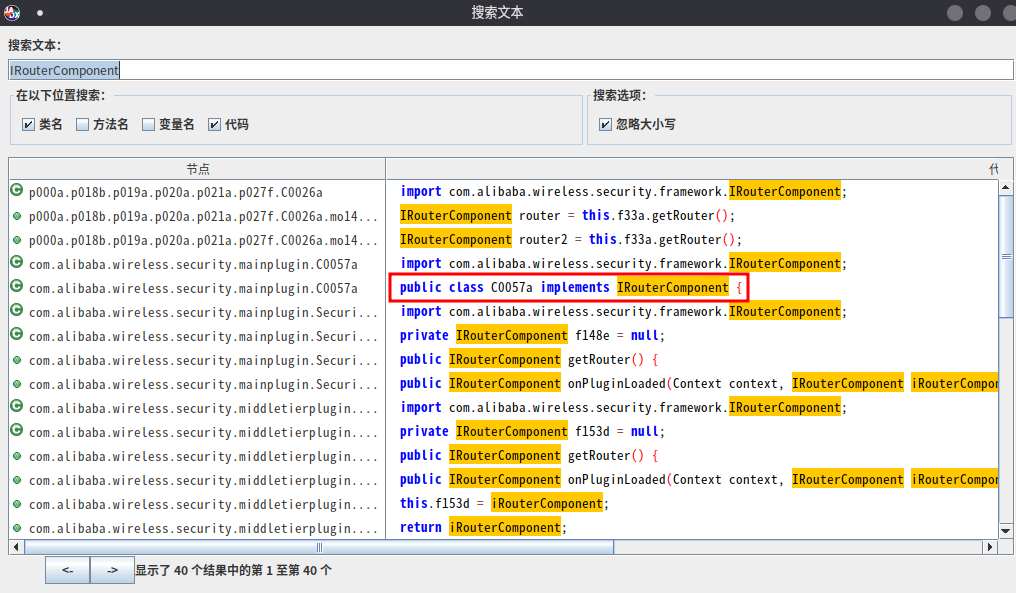 搜索文本
搜索文本:
IRouterComponent
在以下位置搜索:
类名 方法名 变量名 代码
搜索选项:
忽略大小写
节点 代
p000a.p018b.p019a.p020a.p021a.p027f.C0026a import com.alibaba.wireless.security.framework.IRouterComponent;
p000a.p018b.p019a.p020a.p021a.p027f.C0026a.mo14... IRouterComponent router = this.f33a.getRouter();
p000a.p018b.p019a.p020a.p021a.p027f.C0026a.mo14... IRouterComponent router2 = this.f33a.getRouter();
com.alibaba.wireless.security.mainplugin.C0057a import com.alibaba.wireless.security.framework.IRouterComponent;
com.alibaba.wireless.security.mainplugin.C0057a public class C0057a implements IRouterComponent {
com.alibaba.wireless.security.mainplugin.Securi... import com.alibaba.wireless.security.framework.IRouterComponent;
com.alibaba.wireless.security.mainplugin.Securi... private IRouterComponent f148e = null;
com.alibaba.wireless.security.mainplugin.Securi... public IRouterComponent getRouter() {
com.alibaba.wireless.security.mainplugin.Securi... public IRouterComponent onPluginLoaded(Context context, IRouterComponent iRouterCompor
com.alibaba.wireless.security.middletierplugin.... import com.alibaba.wireless.security.framework.IRouterComponent;
com.alibaba.wireless.security.middletierplugin.... private IRouterComponent f153d = null;
com.alibaba.wireless.security.middletierplugin.... public IRouterComponent getRouter() {
com.alibaba.wireless.security.middletierplugin.... public IRouterComponent onPluginLoaded(Context context, IRouterComponent iRouterCompor
com.alibaba.wireless.security.middletierplugin.... this.f153d = iRouterComponent;
com.alibaba.wireless.security.middletierplugin.... return iRouterComponent;
<- -> 显示了 40 个结果中的第 1 至第 40 个